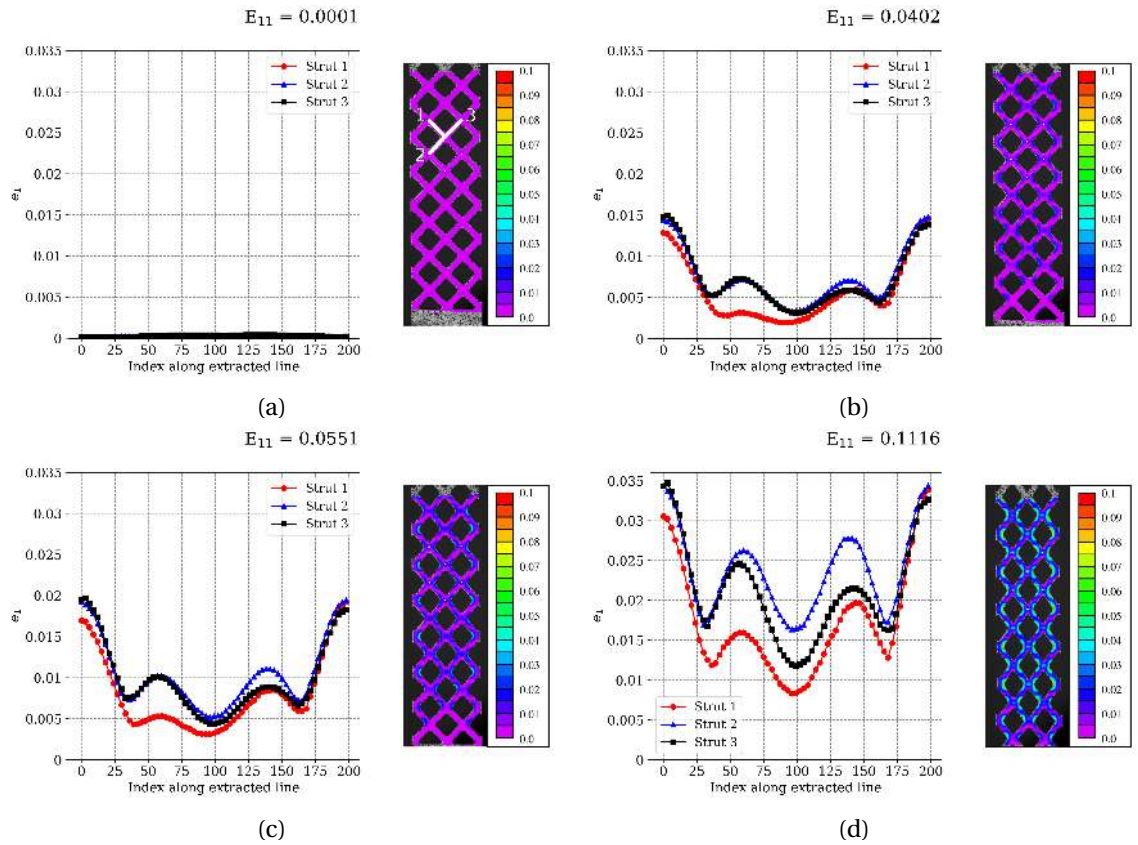 E₁₁ = 0.0001
0.035
0.03
0.025
0.02
0.015
0.01
0.005
0
e₁
Strut 1
Strut 2
Strut 3
0 25 50 75 100 125 150 175 200
Index along extracted line
1
3
2
0.1
0.09
0.08
0.07
0.06
0.05
0.04
0.03
0.02
0.01
0.0
(a)
E₁₁ = 0.0402
0.035
0.03
0.025
0.02
0.015
0.01
0.005
0
e₁
Strut 1
Strut 2
Strut 3
0 25 50 75 100 125 150 175 200
Index along extracted line
0.1
0.09
0.08
0.07
0.06
0.05
0.04
0.03
0.02
0.01
0.0
(b)
E₁₁ = 0.0551
0.035
0.03
0.025
0.02
0.015
0.01
0.005
0
e₁
Strut 1
Strut 2
Strut 3
0 25 50 75 100 125 150 175 200
Index along extracted line
0.1
0.09
0.08
0.07
0.06
0.05
0.04
0.03
0.02
0.01
0.0
(c)
E₁₁ = 0.1116
0.035
0.03
0.025
0.02
0.015
0.01
0.005
0
e₁
Strut 1
Strut 2
Strut 3
0 25 50 75 100 125 150 175 200
Index along extracted line
0.1
0.09
0.08
0.07
0.06
0.05
0.04
0.03
0.02
0.01
0.0
(d)